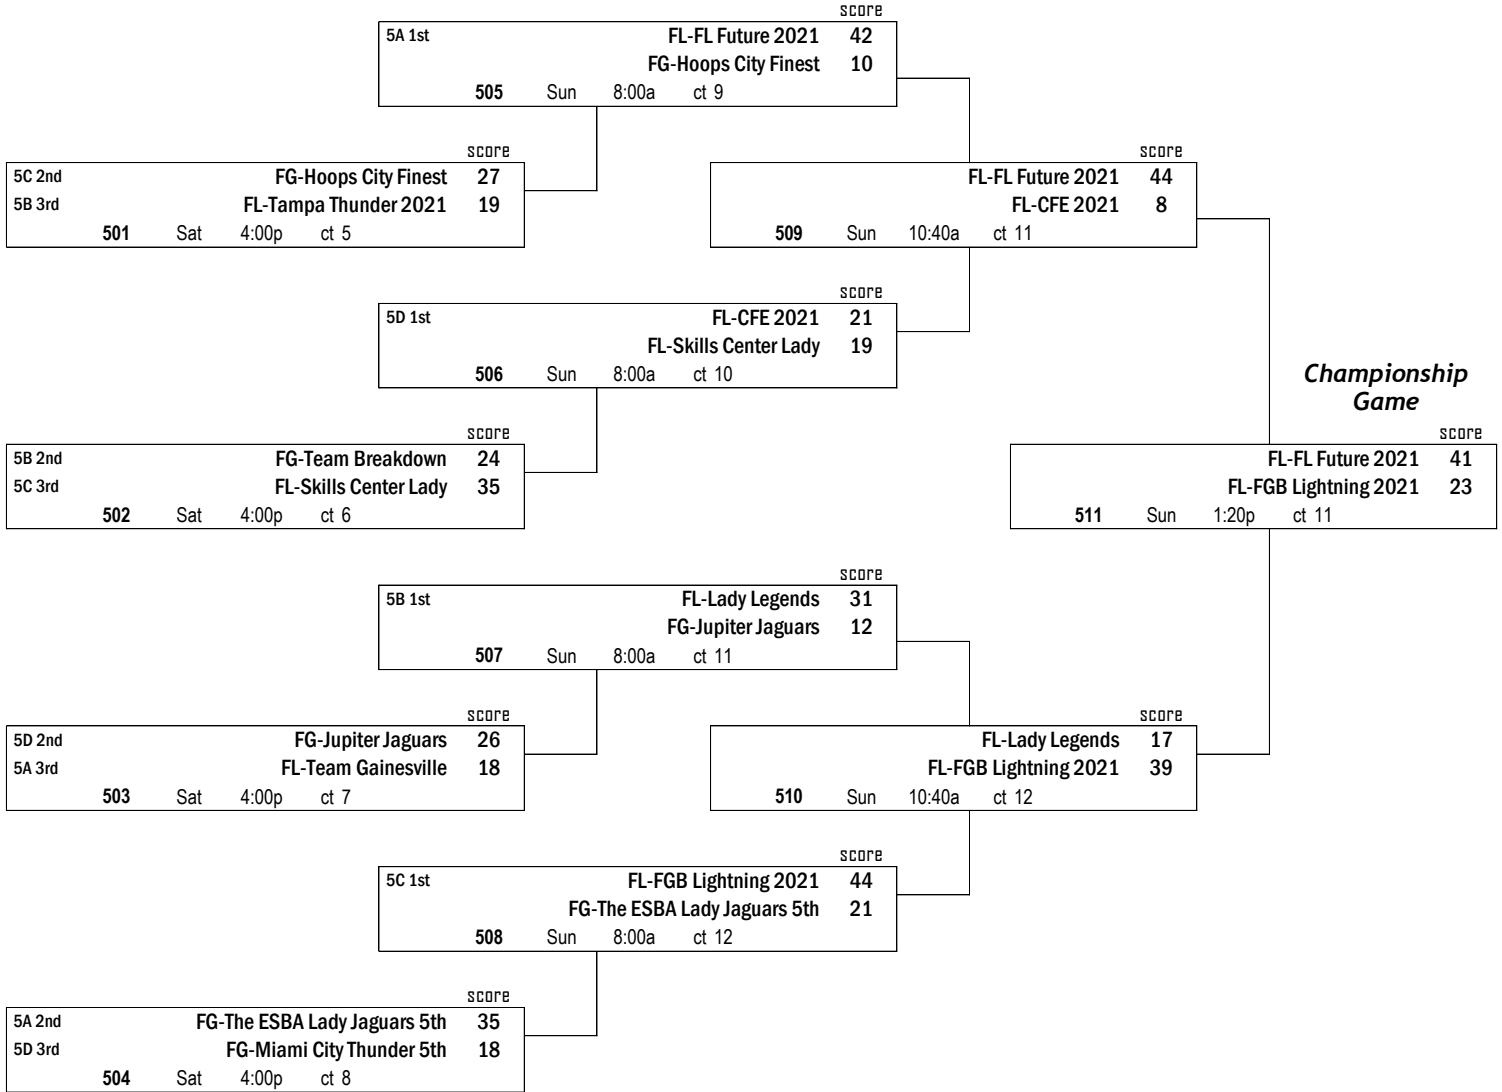 score
5A 1st FL-FL Future 2021 42
FG-Hoops City Finest 10
505 Sun 8:00a ct 9
score
5C 2nd FG-Hoops City Finest 27
5B 3rd FL-Tampa Thunder 2021 19
501 Sat 4:00p ct 5
score
FL-FL Future 2021 44
FL-CFE 2021 8
509 Sun 10:40a ct 11
score
5D 1st FL-CFE 2021 21
FL-Skills Center Lady 19
506 Sun 8:00a ct 10
score
5B 2nd FG-Team Breakdown 24
5C 3rd FL-Skills Center Lady 35
502 Sat 4:00p ct 6
Championship
Game
score
FL-FL Future 2021 41
FL-FGB Lightning 2021 23
511 Sun 1:20p ct 11
score
5B 1st FL-Lady Legends 31
FG-Jupiter Jaguars 12
507 Sun 8:00a ct 11
score
5D 2nd FG-Jupiter Jaguars 26
5A 3rd FL-Team Gainesville 18
503 Sat 4:00p ct 7
score
FL-Lady Legends 17
FL-FGB Lightning 2021 39
510 Sun 10:40a ct 12
score
5C 1st FL-FGB Lightning 2021 44
FG-The ESBA Lady Jaguars 5th 21
508 Sun 8:00a ct 12
score
5A 2nd FG-The ESBA Lady Jaguars 5th 35
5D 3rd FG-Miami City Thunder 5th 18
504 Sat 4:00p ct 8